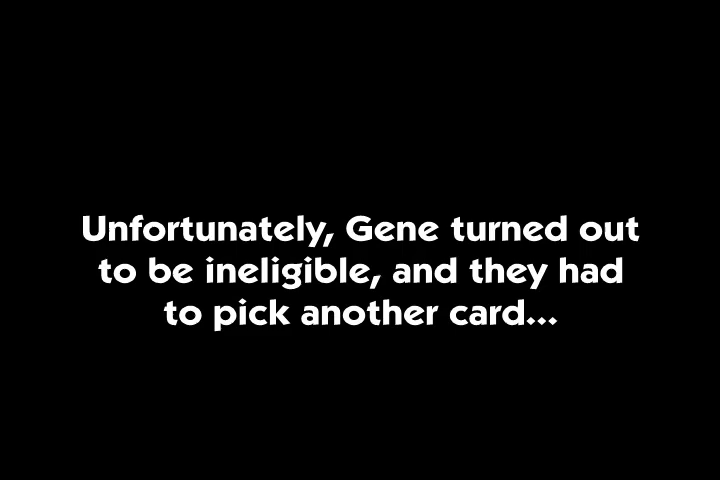 Unfortunately, Gene turned out
to be ineligible, and they had
to pick another card...